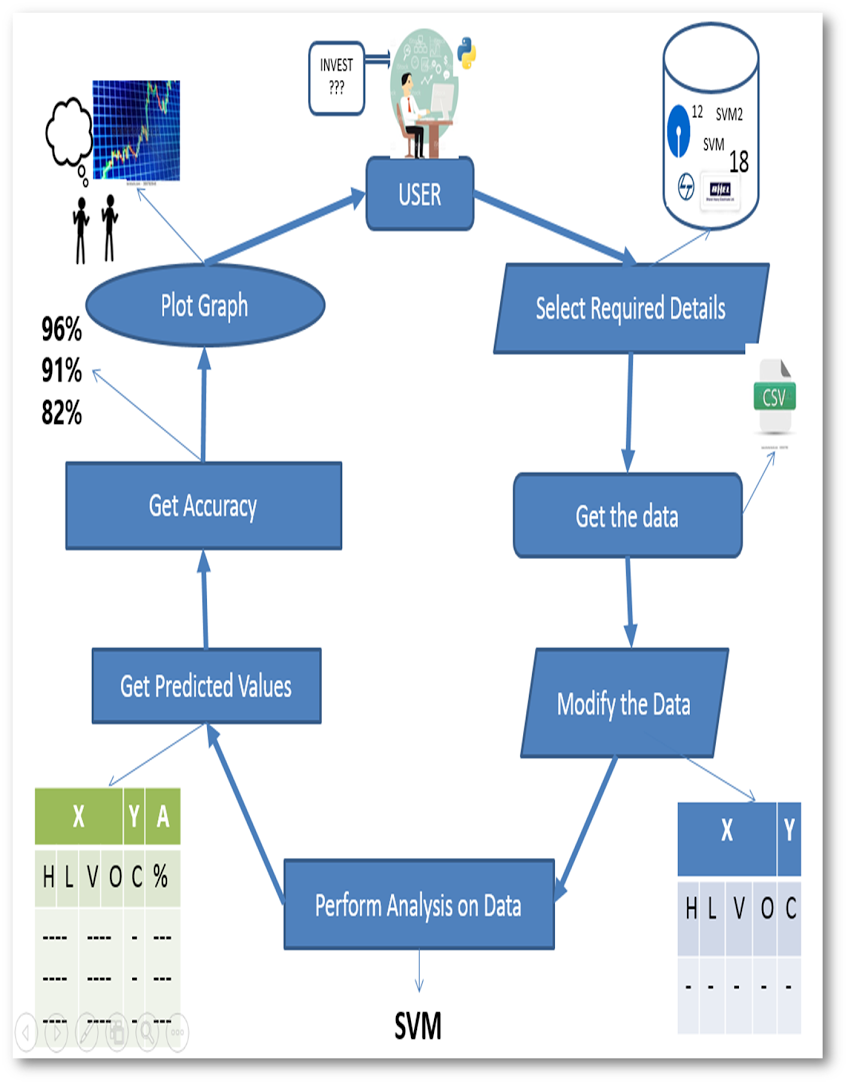 INVEST
???
USER
12 SVM2
SVM
18
BHEL
Select Required Details
CSV
Get the data
Modify the Data
X Y
H L V O C
- - - - -
Perform Analysis on Data
SVM
Get Predicted Values
X Y A
H L V O C %
---- ---- - ---
---- ---- - ---
---- ---- - ---
Get Accuracy
96%
91%
82%
Plot Graph